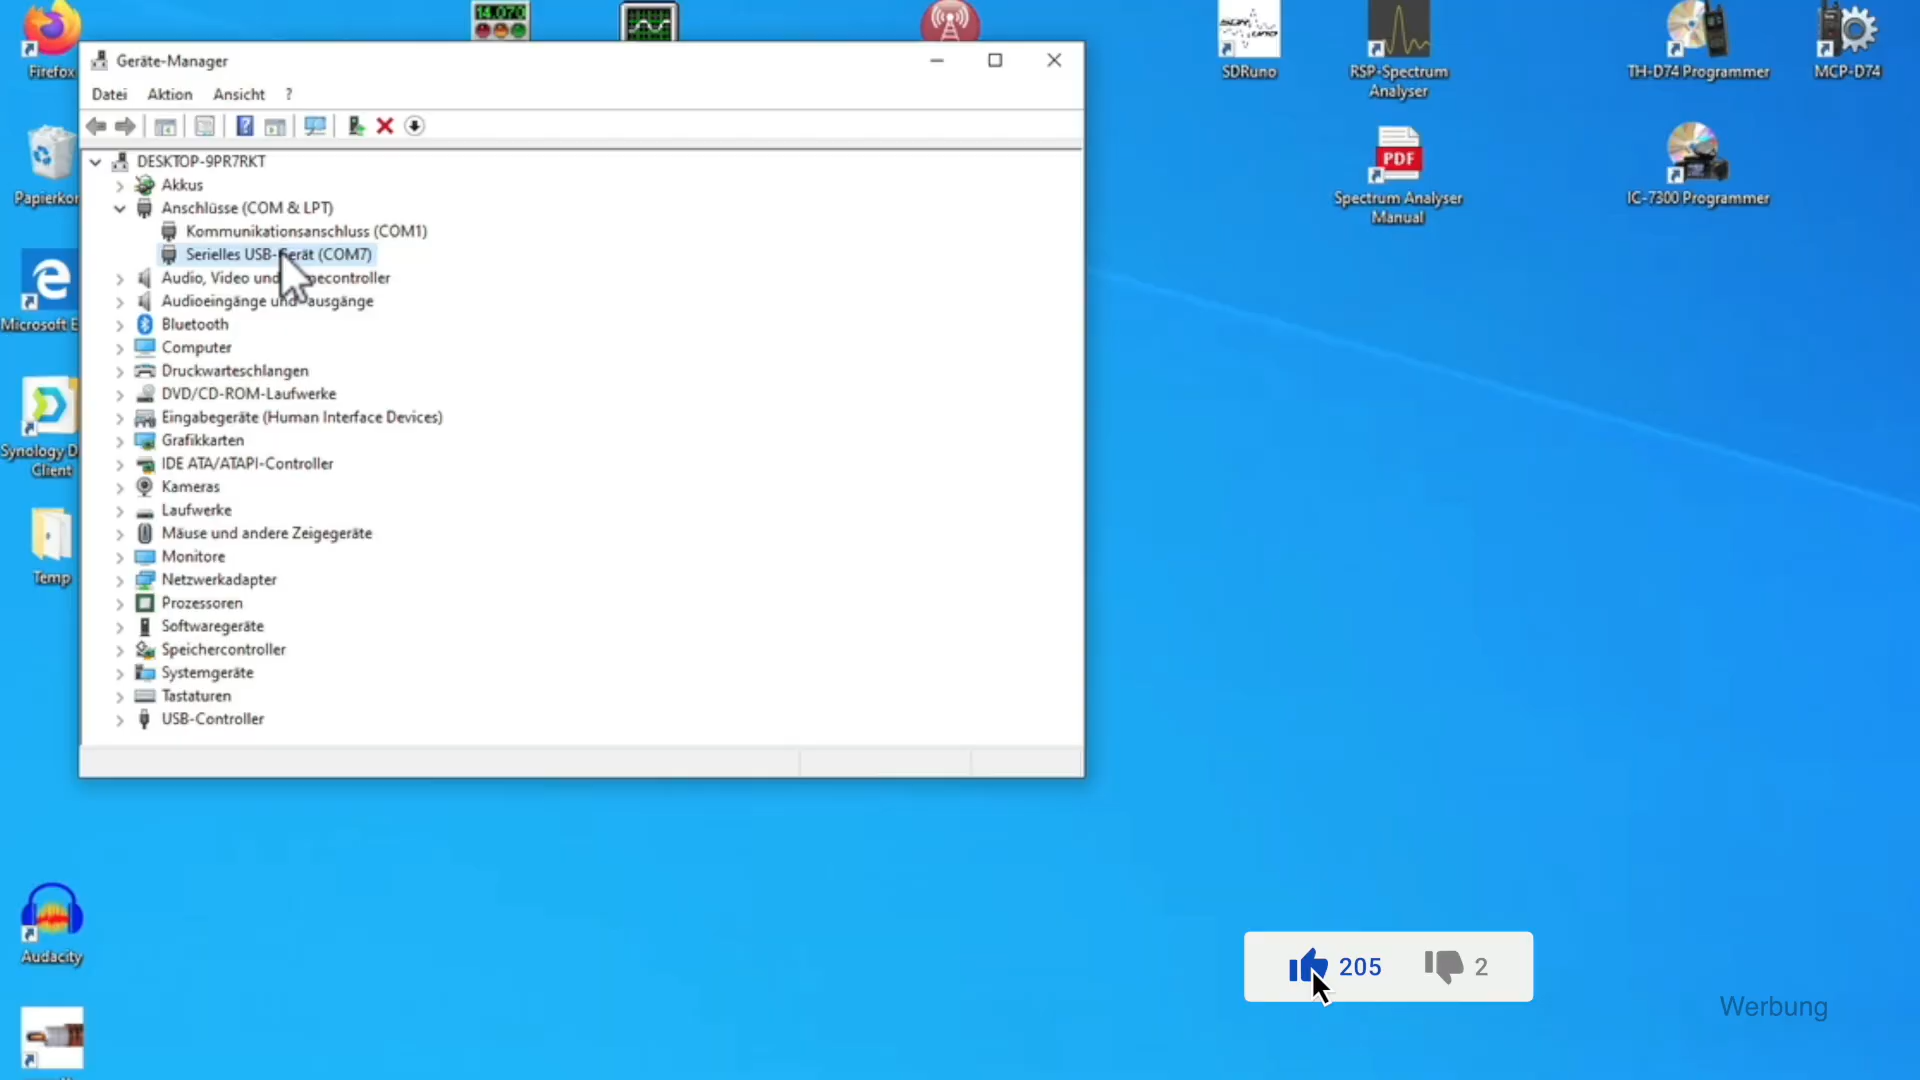 14.070
Firefox
Geräte-Manager
SDRuno
RSP-Spectrum
Analyser
TH-D74 Programmer
MCP-D74
Datei Aktion Ansicht ?
DESKTOP-9PR7RKT
Akkus
Anschlüsse (COM & LPT)
Kommunikationsanschluss (COM1)
Serielles USB-Gerät (COM7)
Audio, Video und
Audioeingänge und -ausgänge
Bluetooth
Computer
Druckwarteschlangen
DVD/CD-ROM-Laufwerke
Eingabegeräte (Human Interface Devices)
Grafikkarten
IDE ATA/ATAPI-Controller
Kameras
Laufwerke
Mäuse und andere Zeigegeräte
Monitore
Netzwerkadapter
Prozessoren
Softwaregeräte
Speichercontroller
Systemgeräte
Tastaturen
USB-Controller
Papierkor
Microsoft E
Synology D
Client
Temp
Audacity
PDF
Spectrum Analyser
Manual
IC-7300 Programmer
205 2
Werbung